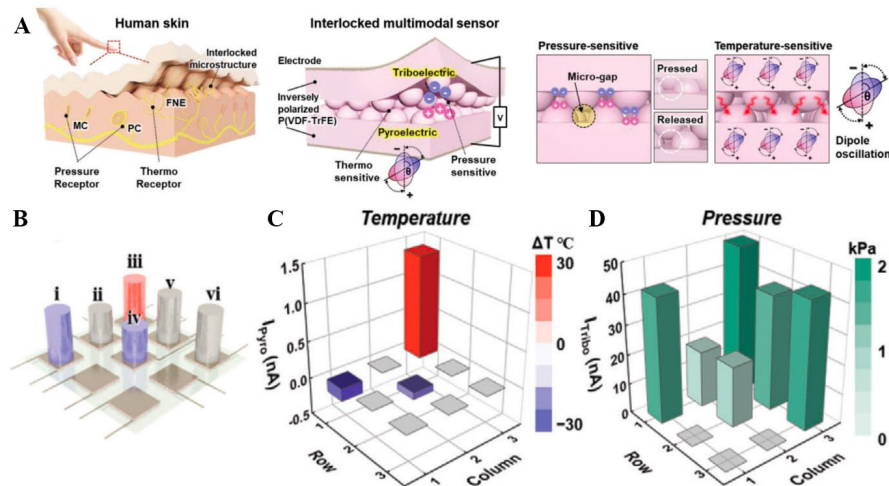 A
Human skin
Interlocked
microstructure
FNE
MC
PC
Pressure
Receptor
Thermo
Receptor
Interlocked multimodal sensor
Electrode
Triboelectric
Inversely
polarized
P(VDF-TrFE)
Pyroelectric
V
Thermo
sensitive
Pressure
sensitive
−
θ
+
Pressure-sensitive
Micro-gap
Pressed
Released
Temperature-sensitive
−
θ
+
Dipole
oscillation
B
i
ii
iii
iv
v
vi
C
Temperature
ΔT °C
30
0
−30
1.5
1.0
0.5
0.0
-0.5
I Pyro (nA)
1
2
3
Row
1
2
3
Column
D
Pressure
kPa
2
1
0
50
40
30
20
10
0
I Tribo (nA)
1
2
3
Row
1
2
3
Column